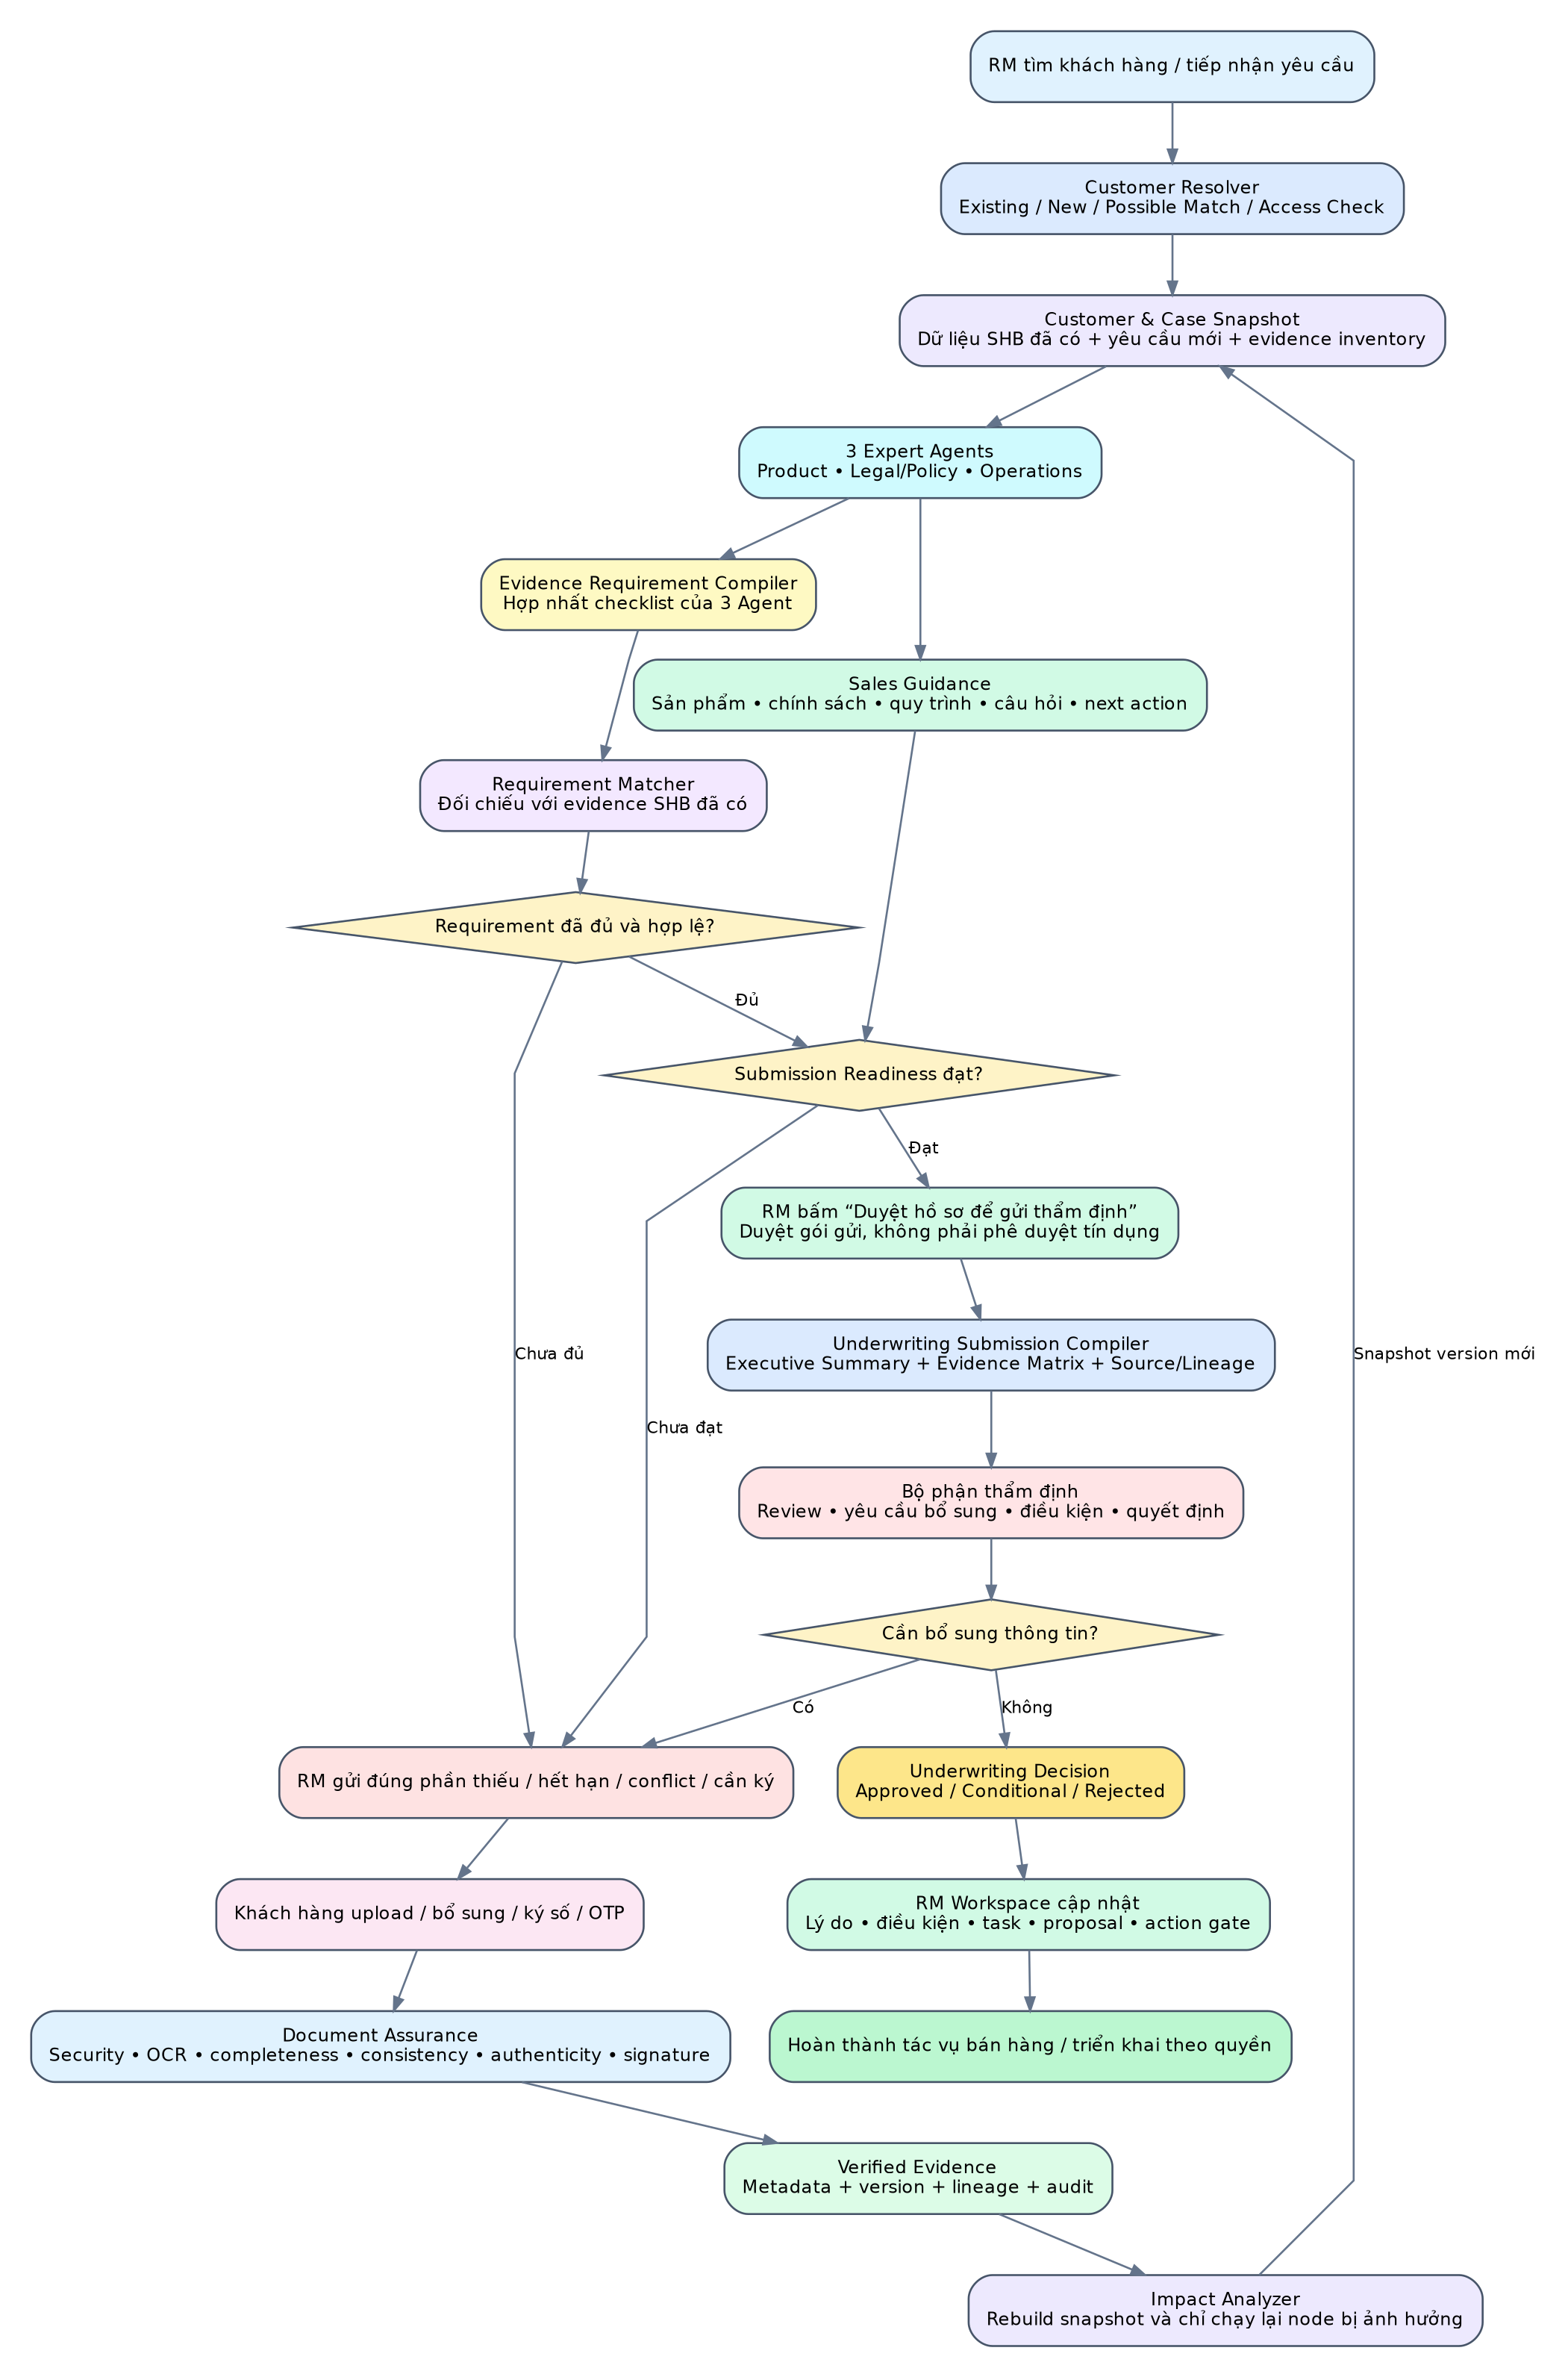 RM tìm khách hàng / tiếp nhận yêu cầu
Customer Resolver
Existing / New / Possible Match / Access Check
Customer & Case Snapshot
Dữ liệu SHB đã có + yêu cầu mới + evidence inventory
3 Expert Agents
Product • Legal/Policy • Operations
Evidence Requirement Compiler
Hợp nhất checklist của 3 Agent
Sales Guidance
Sản phẩm • chính sách • quy trình • câu hỏi • next action
Requirement Matcher
Đối chiếu với evidence SHB đã có
Requirement đã đủ và hợp lệ?
Đủ
Submission Readiness đạt?
Đạt
RM bấm “Duyệt hồ sơ để gửi thẩm định”
Duyệt gói gửi, không phải phê duyệt tín dụng
Underwriting Submission Compiler
Executive Summary + Evidence Matrix + Source/Lineage
Chưa đủ
Snapshot version mới
Chưa đạt
Bộ phận thẩm định
Review • yêu cầu bổ sung • điều kiện • quyết định
Cần bổ sung thông tin?
Có
Không
RM gửi đúng phần thiếu / hết hạn / conflict / cần ký
Underwriting Decision
Approved / Conditional / Rejected
Khách hàng upload / bổ sung / ký số / OTP
RM Workspace cập nhật
Lý do • điều kiện • task • proposal • action gate
Document Assurance
Security • OCR • completeness • consistency • authenticity • signature
Hoàn thành tác vụ bán hàng / triển khai theo quyền
Verified Evidence
Metadata + version + lineage + audit
Impact Analyzer
Rebuild snapshot và chỉ chạy lại node bị ảnh hưởng